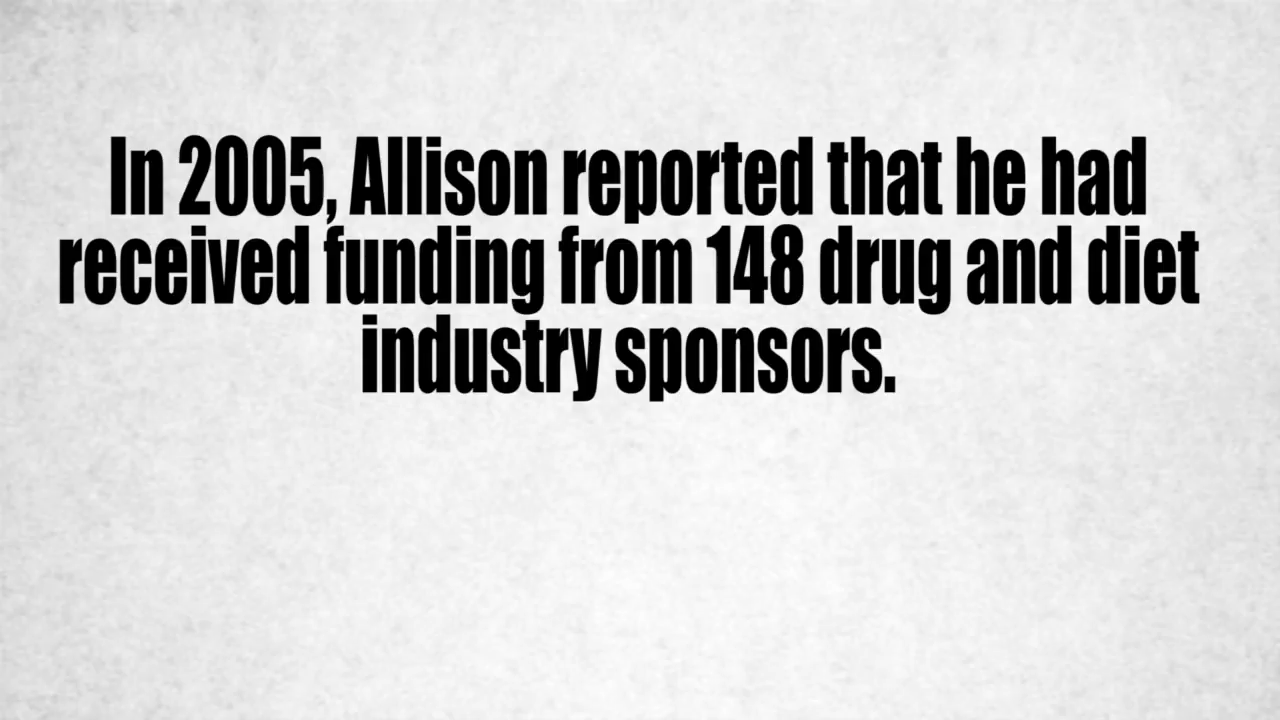 In 2005, Allison reported that he had
received funding from 148 drug and diet
industry sponsors.